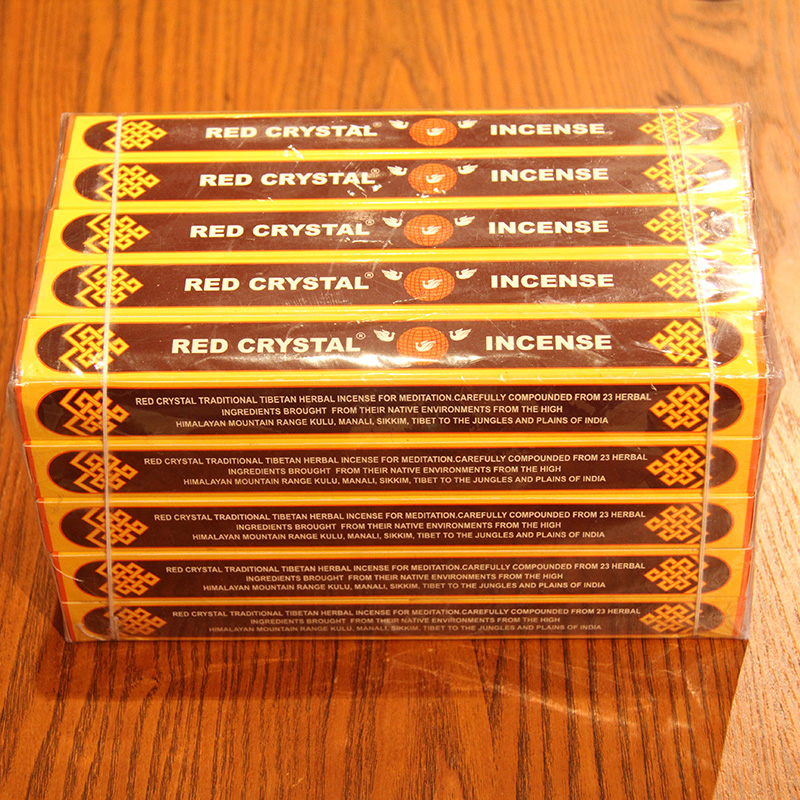 RED CRYSTAL® INCENSE
RED CRYSTAL® INCENSE
RED CRYSTAL® INCENSE
RED CRYSTAL® INCENSE
RED CRYSTAL® INCENSE
RED CRYSTAL TRADITIONAL TIBETAN HERBAL INCENSE FOR MEDITATION.CAREFULLY COMPOUNDED FROM 23 HERBAL
INGREDIENTS BROUGHT FROM THEIR NATIVE ENVIRONMENTS FROM THE HIGH
HIMALAYAN MOUNTAIN RANGE KULU, MANALI, SIKKIM, TIBET TO THE JUNGLES AND PLAINS OF INDIA
RED CRYSTAL TRADITIONAL TIBETAN HERBAL INCENSE FOR MEDITATION.CAREFULLY COMPOUNDED FROM 23 HERBAL
INGREDIENTS BROUGHT FROM THEIR NATIVE ENVIRONMENTS FROM THE HIGH
HIMALAYAN MOUNTAIN RANGE KULU, MANALI, SIKKIM, TIBET TO THE JUNGLES AND PLAINS OF INDIA
RED CRYSTAL TRADITIONAL TIBETAN HERBAL INCENSE FOR MEDITATION.CAREFULLY COMPOUNDED FROM 23 HERBAL
INGREDIENTS BROUGHT FROM THEIR NATIVE ENVIRONMENTS FROM THE HIGH
HIMALAYAN MOUNTAIN RANGE KULU, MANALI, SIKKIM, TIBET TO THE JUNGLES AND PLAINS OF INDIA
RED CRYSTAL TRADITIONAL TIBETAN HERBAL INCENSE FOR MEDITATION.CAREFULLY COMPOUNDED FROM 23 HERBAL
INGREDIENTS BROUGHT FROM THEIR NATIVE ENVIRONMENTS FROM THE HIGH
HIMALAYAN MOUNTAIN RANGE KULU, MANALI, SIKKIM, TIBET TO THE JUNGLES AND PLAINS OF INDIA
RED CRYSTAL TRADITIONAL TIBETAN HERBAL INCENSE FOR MEDITATION.CAREFULLY COMPOUNDED FROM 23 HERBAL
INGREDIENTS BROUGHT FROM THEIR NATIVE ENVIRONMENTS FROM THE HIGH
HIMALAYAN MOUNTAIN RANGE KULU, MANALI, SIKKIM, TIBET TO THE JUNGLES AND PLAINS OF INDIA